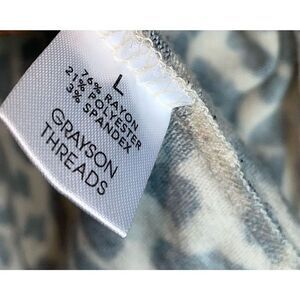 L
76% RAYON
21% POLYESTER
3% SPANDEX
GRAYSON
THREADS